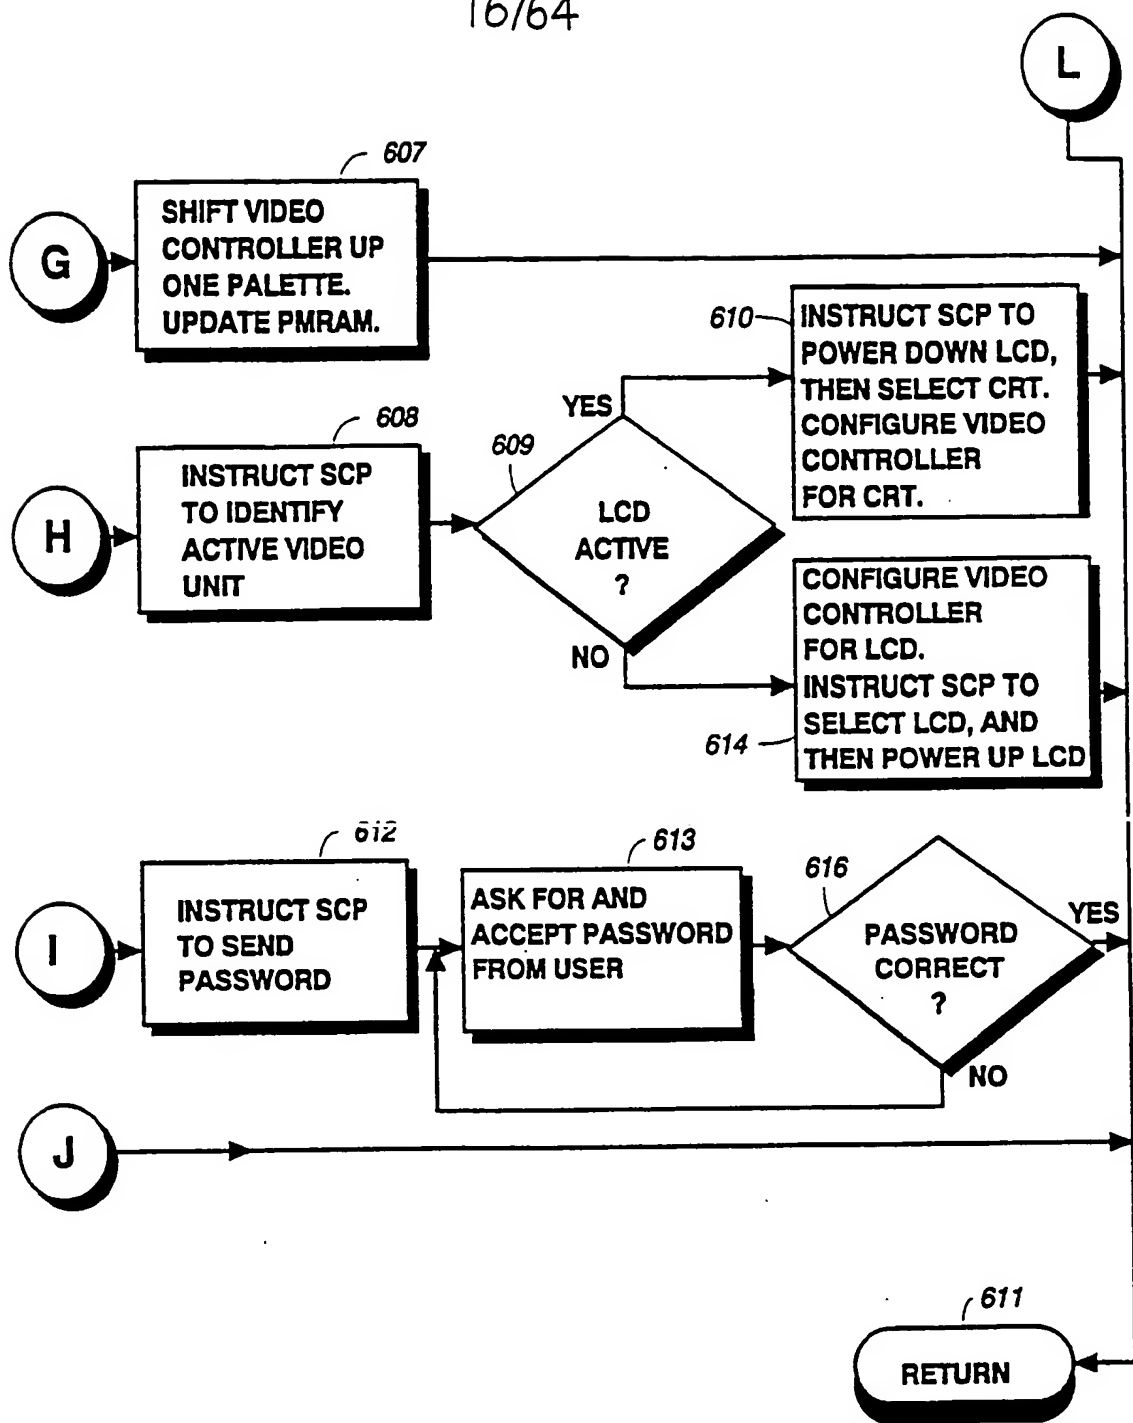 16/64
L
607
G
SHIFT VIDEO
CONTROLLER UP
ONE PALETTE.
UPDATE PMRAM.
608
H
INSTRUCT SCP
TO IDENTIFY
ACTIVE VIDEO
UNIT
609
LCD
ACTIVE
?
YES
NO
610
INSTRUCT SCP TO
POWER DOWN LCD,
THEN SELECT CRT.
CONFIGURE VIDEO
CONTROLLER
FOR CRT.
614
CONFIGURE VIDEO
CONTROLLER
FOR LCD.
INSTRUCT SCP TO
SELECT LCD, AND
THEN POWER UP LCD
612
I
INSTRUCT SCP
TO SEND
PASSWORD
613
ASK FOR AND
ACCEPT PASSWORD
FROM USER
616
PASSWORD
CORRECT
?
YES
NO
J
611
RETURN